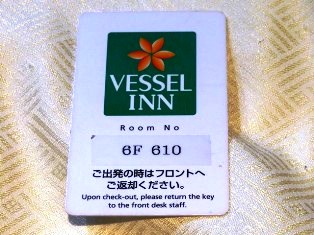 VESSEL
INN
Room No
6F 610
ご出発の時はフロントへ
ご返却ください。
Upon check-out, please return the key
to the front desk staff.